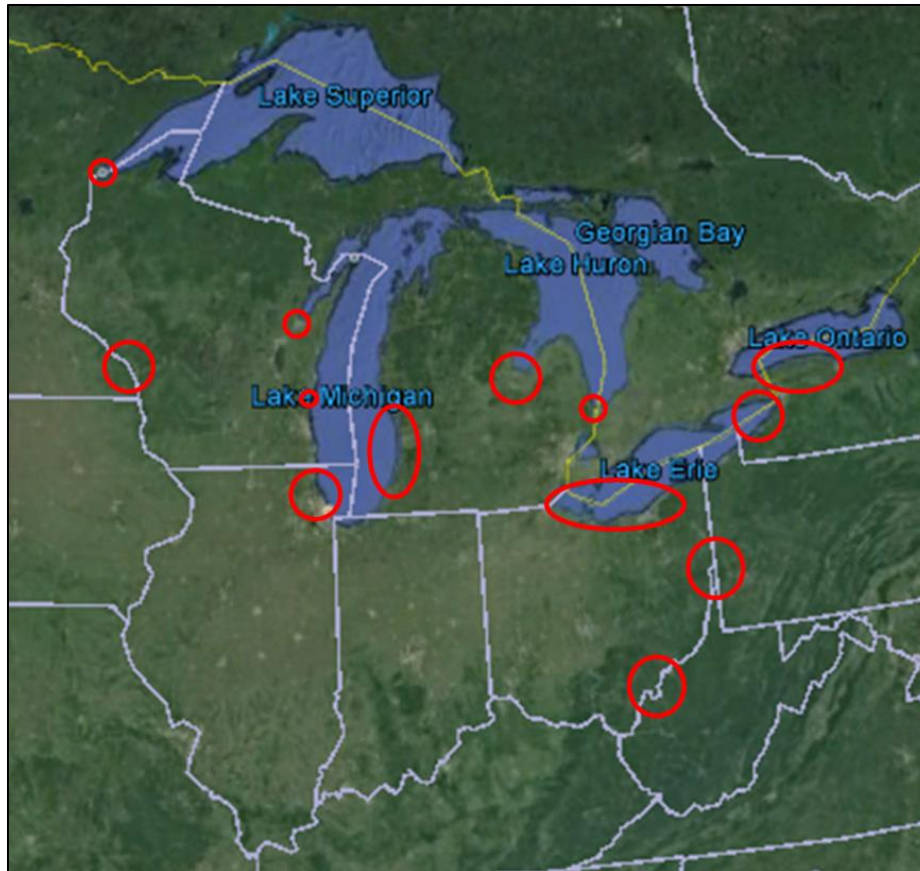 Lake Superior
Georgian Bay
Lake Huron
Lake Ontario
Lake Michigan
Lake Erie